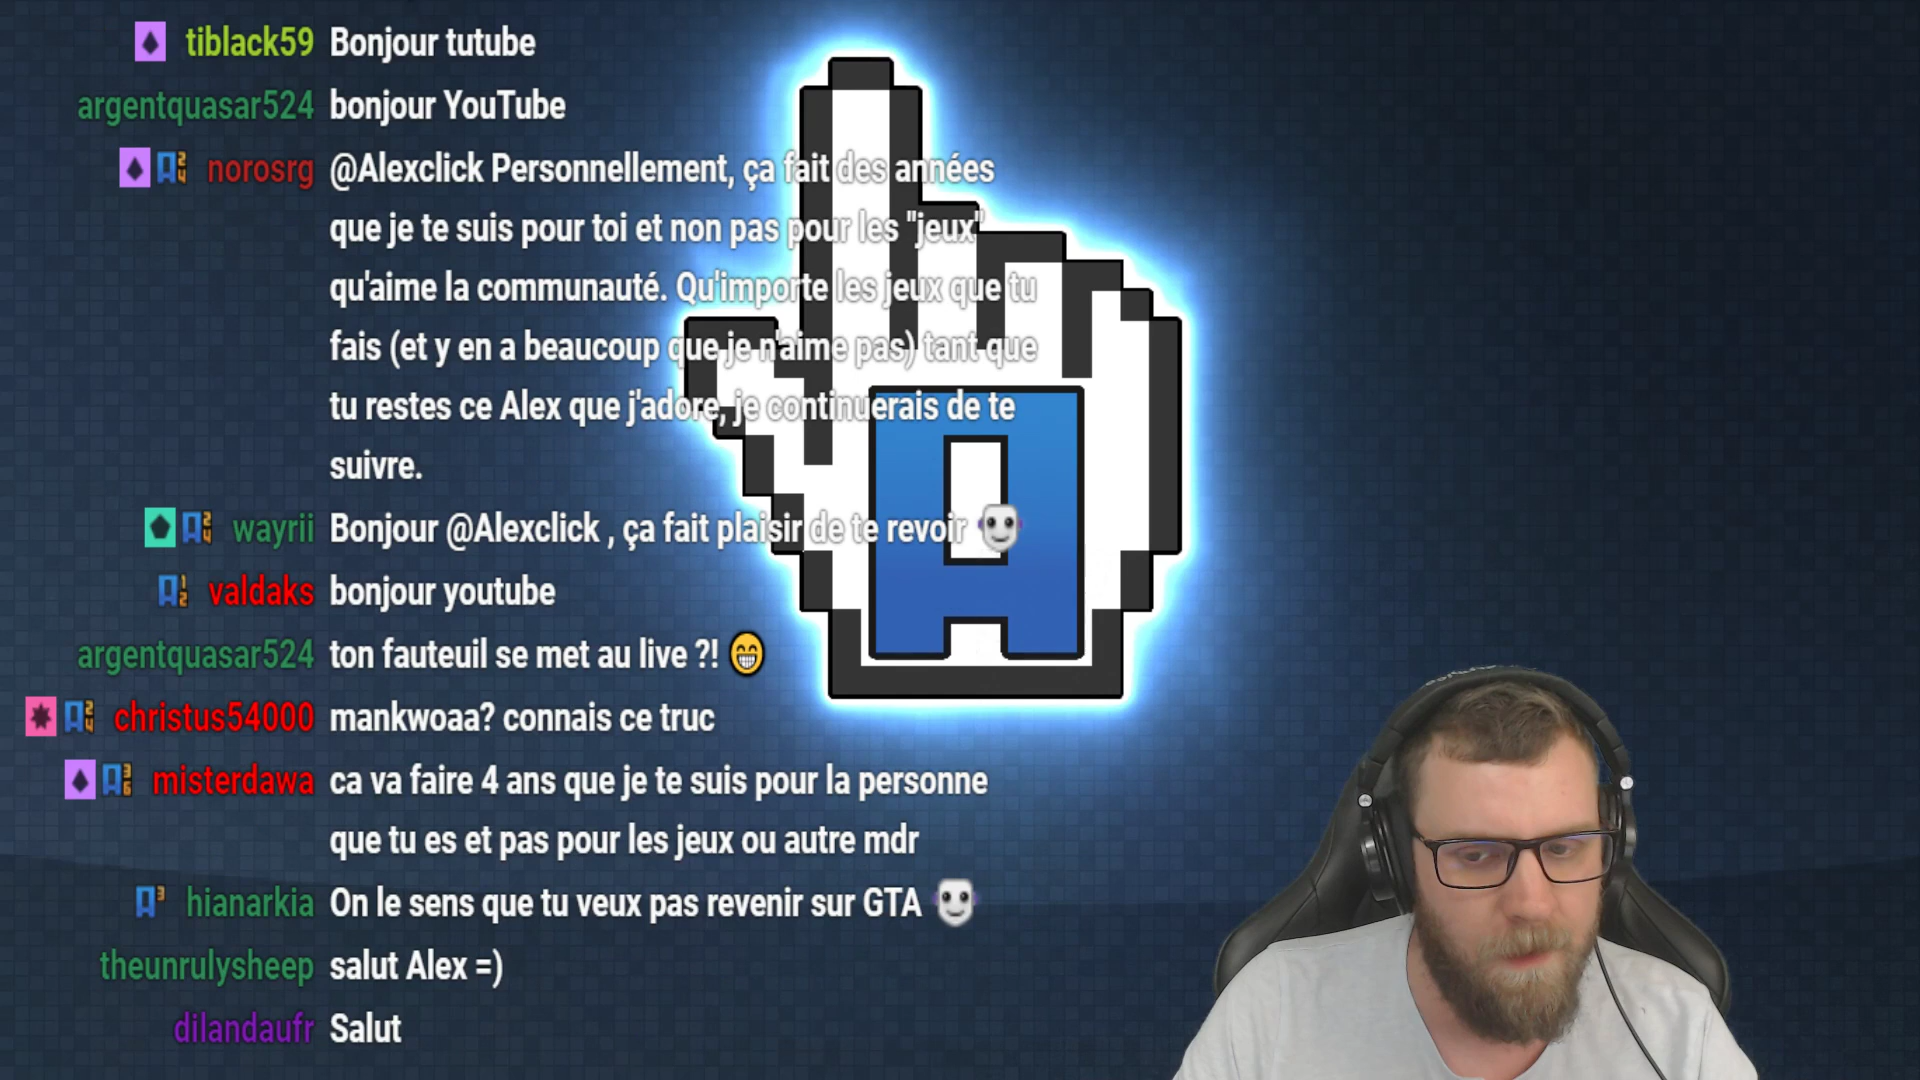 tiblack59 Bonjour tutube
argentquasar524 bonjour YouTube
norosrg @Alexclick Personnellement, ça fait des années
que je te suis pour toi et non pas pour les "jeux"
qu'aime la communauté. Qu'importe les jeux que tu
fais (et y en a beaucoup que je n'aime pas) tant que
tu restes ce Alex que j'adore, je continuerais de te
suivre.
wayrii Bonjour @Alexclick , ça fait plaisir de te revoir
valdaks bonjour youtube
argentquasar524 ton fauteuil se met au live ?! 😁
christus54000 mankwoaa? connais ce truc
misterdawa ca va faire 4 ans que je te suis pour la personne
que tu es et pas pour les jeux ou autre mdr
hianarkia On le sens que tu veux pas revenir sur GTA
theunrulysheep salut Alex =)
dilandaufr Salut
A